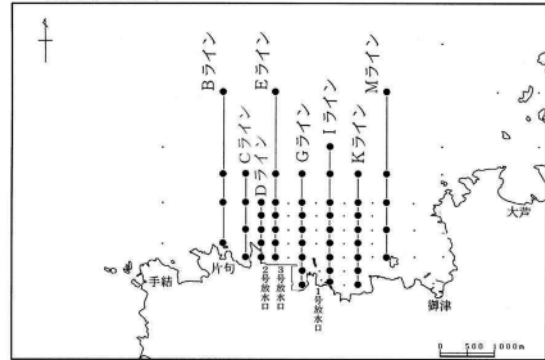 Bライン
Cライン
Dライン
Eライン
Gライン
Iライン
Kライン
Mライン
大芦
手結
片句
2号放水口
3号放水口
1号放水口
御津
0 500 1000m